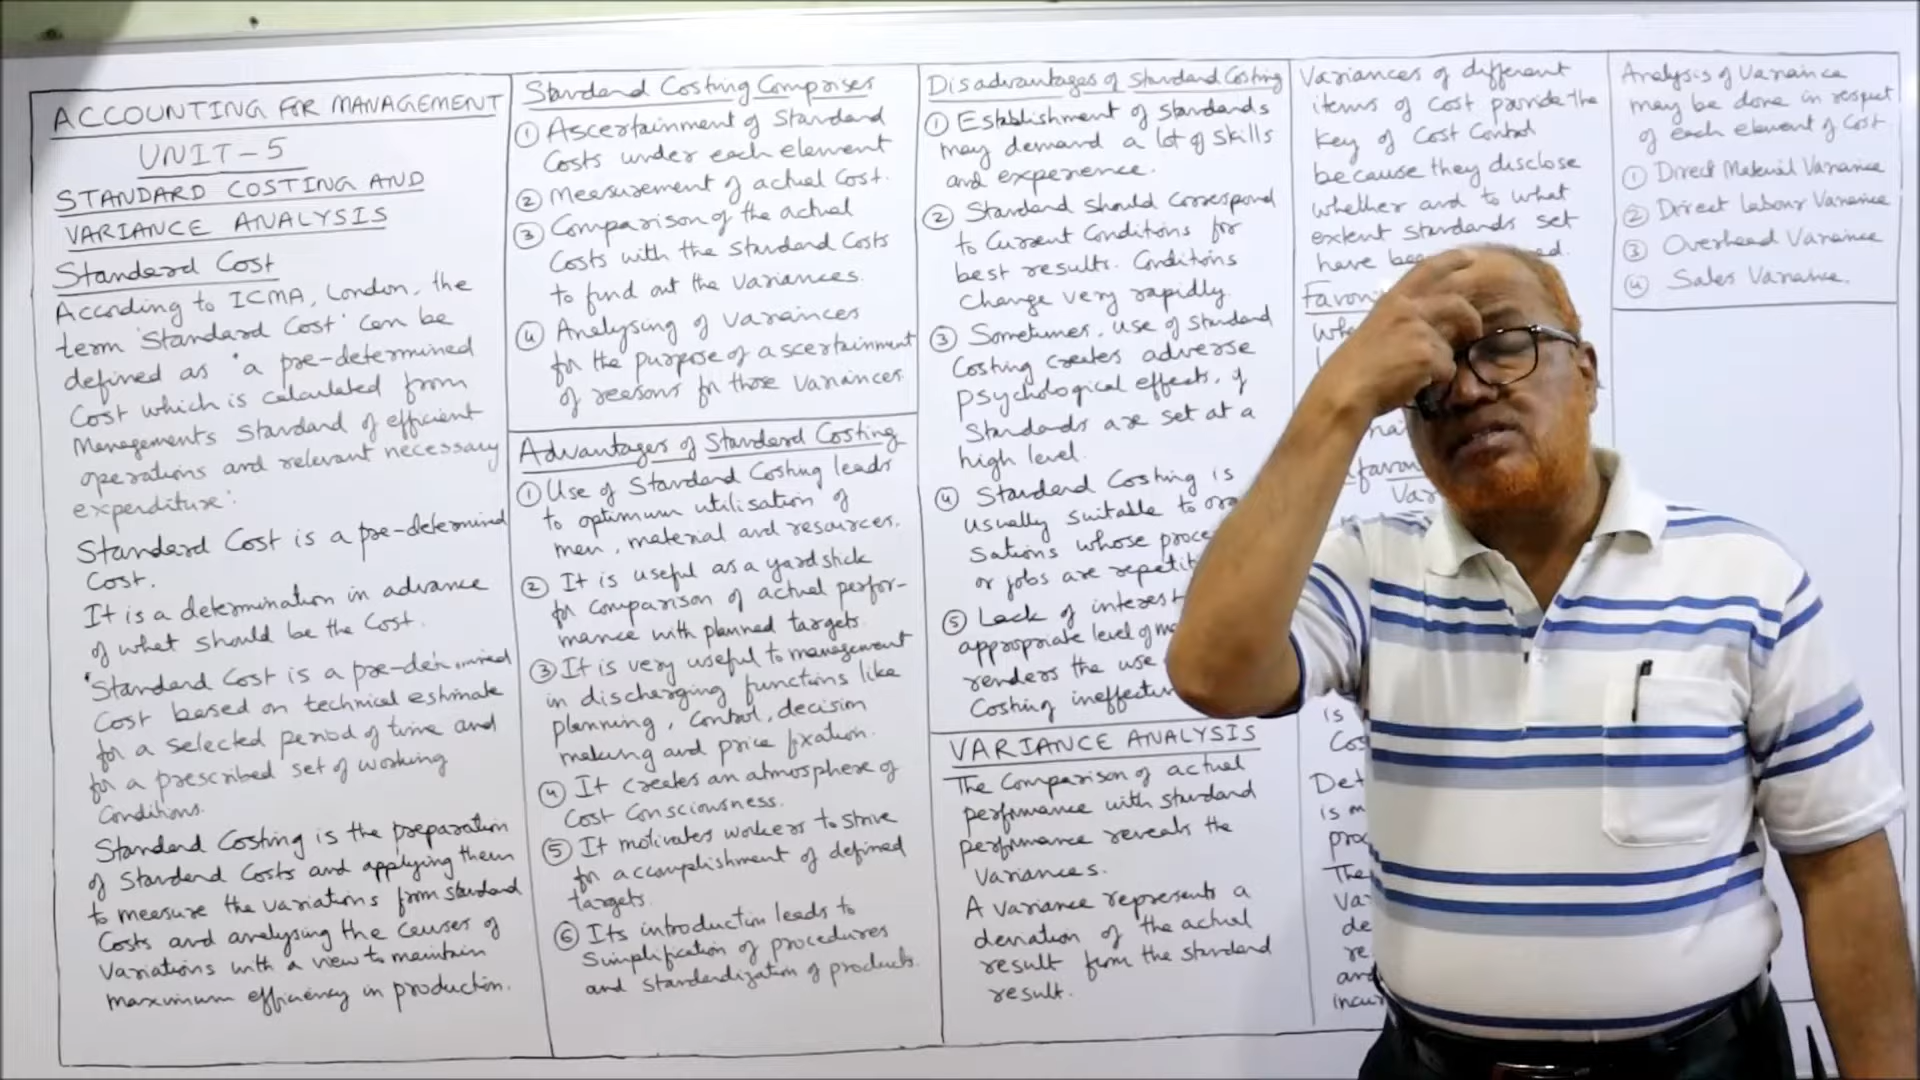 ACCOUNTING FOR MANAGEMENT
UNIT-5
STANDARD COSTING AND
VARIANCE ANALYSIS
Standard Cost
According to ICMA, London, the
term 'Standard Cost' can be
defined as "a pre-determined
Cost which is calculated from
Management's Standard of efficient
operations and relevant necessary
expenditure".
Standard Cost is a pre-determined
Cost.
It is a determination in advance
of what should be the Cost.
"Standard Cost is a pre-determined
Cost based on technical estimate
for a selected period of time and
for a prescribed set of working
Conditions.
Standard Costing is the preparation
of Standard Costs and applying them
to measure the variations from standard
Costs and analysing the causes of
Variations with a view to maintain
maximum efficiency in production.
Standard Costing Comprises
① Ascertainment of Standard
Costs under each element
② Measurement of actual Cost.
③ Comparison of the actual
Costs with the Standard Costs
to find out the Variances.
④ Analysing of Variances
for the purpose of ascertainment
of reasons for those Variances.
Advantages of Standard Costing
① Use of Standard Costing leads
to optimum utilisation of
men, material and resources.
② It is useful as a yard stick
for Comparison of actual perfor-
mance with planned targets.
③ It is very useful to management
in discharging functions like
planning, Control, decision
making and price fixation.
④ It creates an atmosphere of
Cost Consciousness.
⑤ It motivates workers to strive
for accomplishment of defined
targets.
⑥ Its introduction leads to
Simplification of procedures
and standardization of products.
Disadvantages of Standard Costing
① Establishment of Standards
may demand a lot of skills
and experience.
② Standard should correspond
to Current Conditions for
best results. Conditions
Change very rapidly.
③ Sometimes, use of Standard
Costing creates adverse
psychological effects, if
Standards are set at a
high level.
④ Standard Costing is
usually suitable to
sations whose
or jobs are
⑤ Lack of interest
appropriate level of
renders the use
Costing
VARIANCE ANALYSIS
The Comparison of actual
performance with standard
performance reveals the
Variances.
A variance represents a
deviation of the actual
result from the standard
result.
Variances of different
items of Cost provide the
Key of Cost Control
because they disclose
whether and to what
extent Standards set
have
is
Analysis of Variance
may be done in respect
of each element of Cost.
① Direct Material Variance
② Direct Labour Variance
③ Overhead Variance
④ Sales Variance.